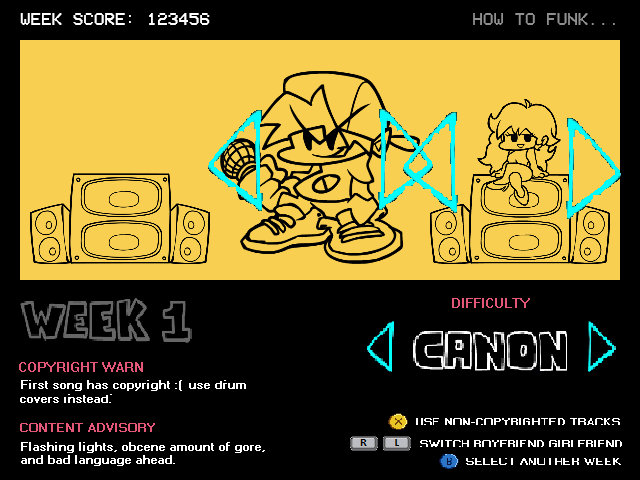 WEEK SCORE: 123456
HOW TO FUNK...
WEEK 1
DIFFICULTY
CANON
COPYRIGHT WARN
First song has copyright :( use drum
covers instead.
CONTENT ADVISORY
Flashing lights, obcene amount of gore,
and bad language ahead.
X USE NON-COPYRIGHTED TRACKS
R L SWITCH BOYFRIEND GIRLFRIEND
SELECT ANOTHER WEEK